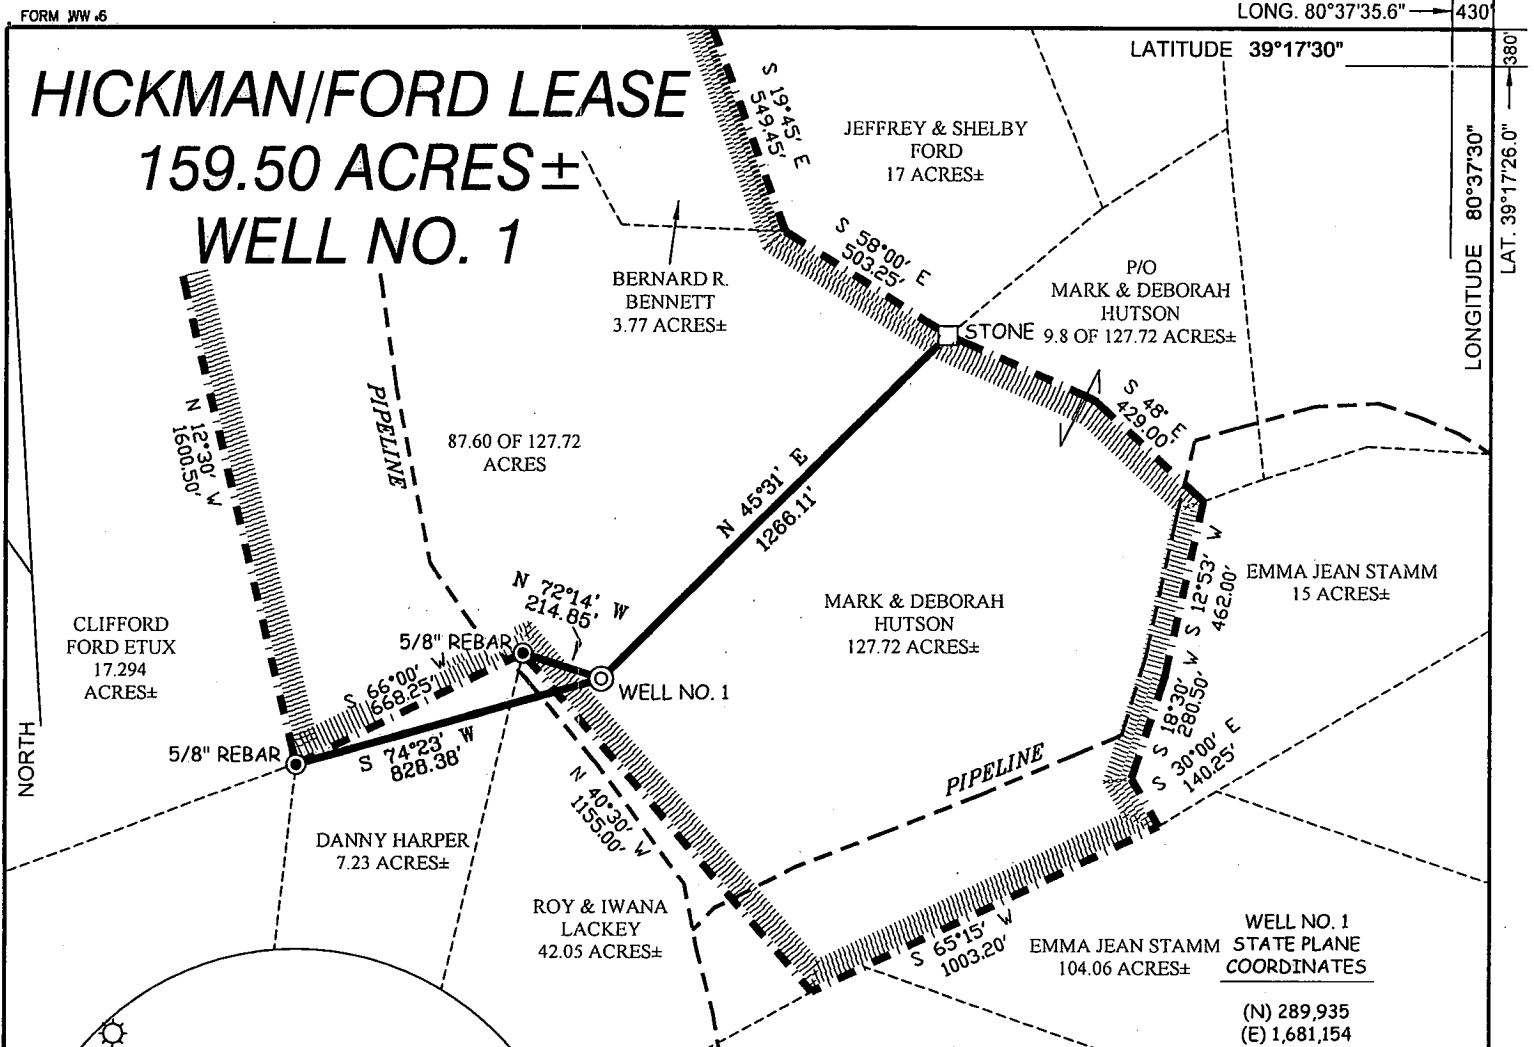 FORM WW-6
LONG. 80°37'35.6"
430'
LATITUDE 39°17'30"
380'
LAT. 39°17'26.0"
LONGITUDE 80°37'30"
HICKMAN/FORD LEASE
159.50 ACRES±
WELL NO. 1
S 19°45' E
549.45'
JEFFREY & SHELBY
FORD
17 ACRES±
S 58°00' E
503.25'
BERNARD R.
BENNETT
3.77 ACRES±
P/O
MARK & DEBORAH
HUTSON
9.8 OF 127.72 ACRES±
STONE
S 48° E
429.00'
N 12°30' W
1600.50'
PIPELINE
87.60 OF 127.72
ACRES
N 45°31' E
1266.11'
S 12°53' W
462.00'
EMMA JEAN STAMM
15 ACRES±
N 72°14' W
214.85'
MARK & DEBORAH
HUTSON
127.72 ACRES±
CLIFFORD
FORD ETUX
17.294
ACRES±
5/8" REBAR
S 66°00' W
668.25'
WELL NO. 1
S 18°30' W
280.50'
S 30°00' E
140.25'
NORTH
5/8" REBAR
S 74°23' W
828.38'
N 40°30' W
1155.00'
PIPELINE
DANNY HARPER
7.23 ACRES±
ROY & IWANA
LACKEY
42.05 ACRES±
S 65°15' W
1003.20'
EMMA JEAN STAMM
104.06 ACRES±
WELL NO. 1
STATE PLANE
COORDINATES
(N) 289,935
(E) 1,681,154